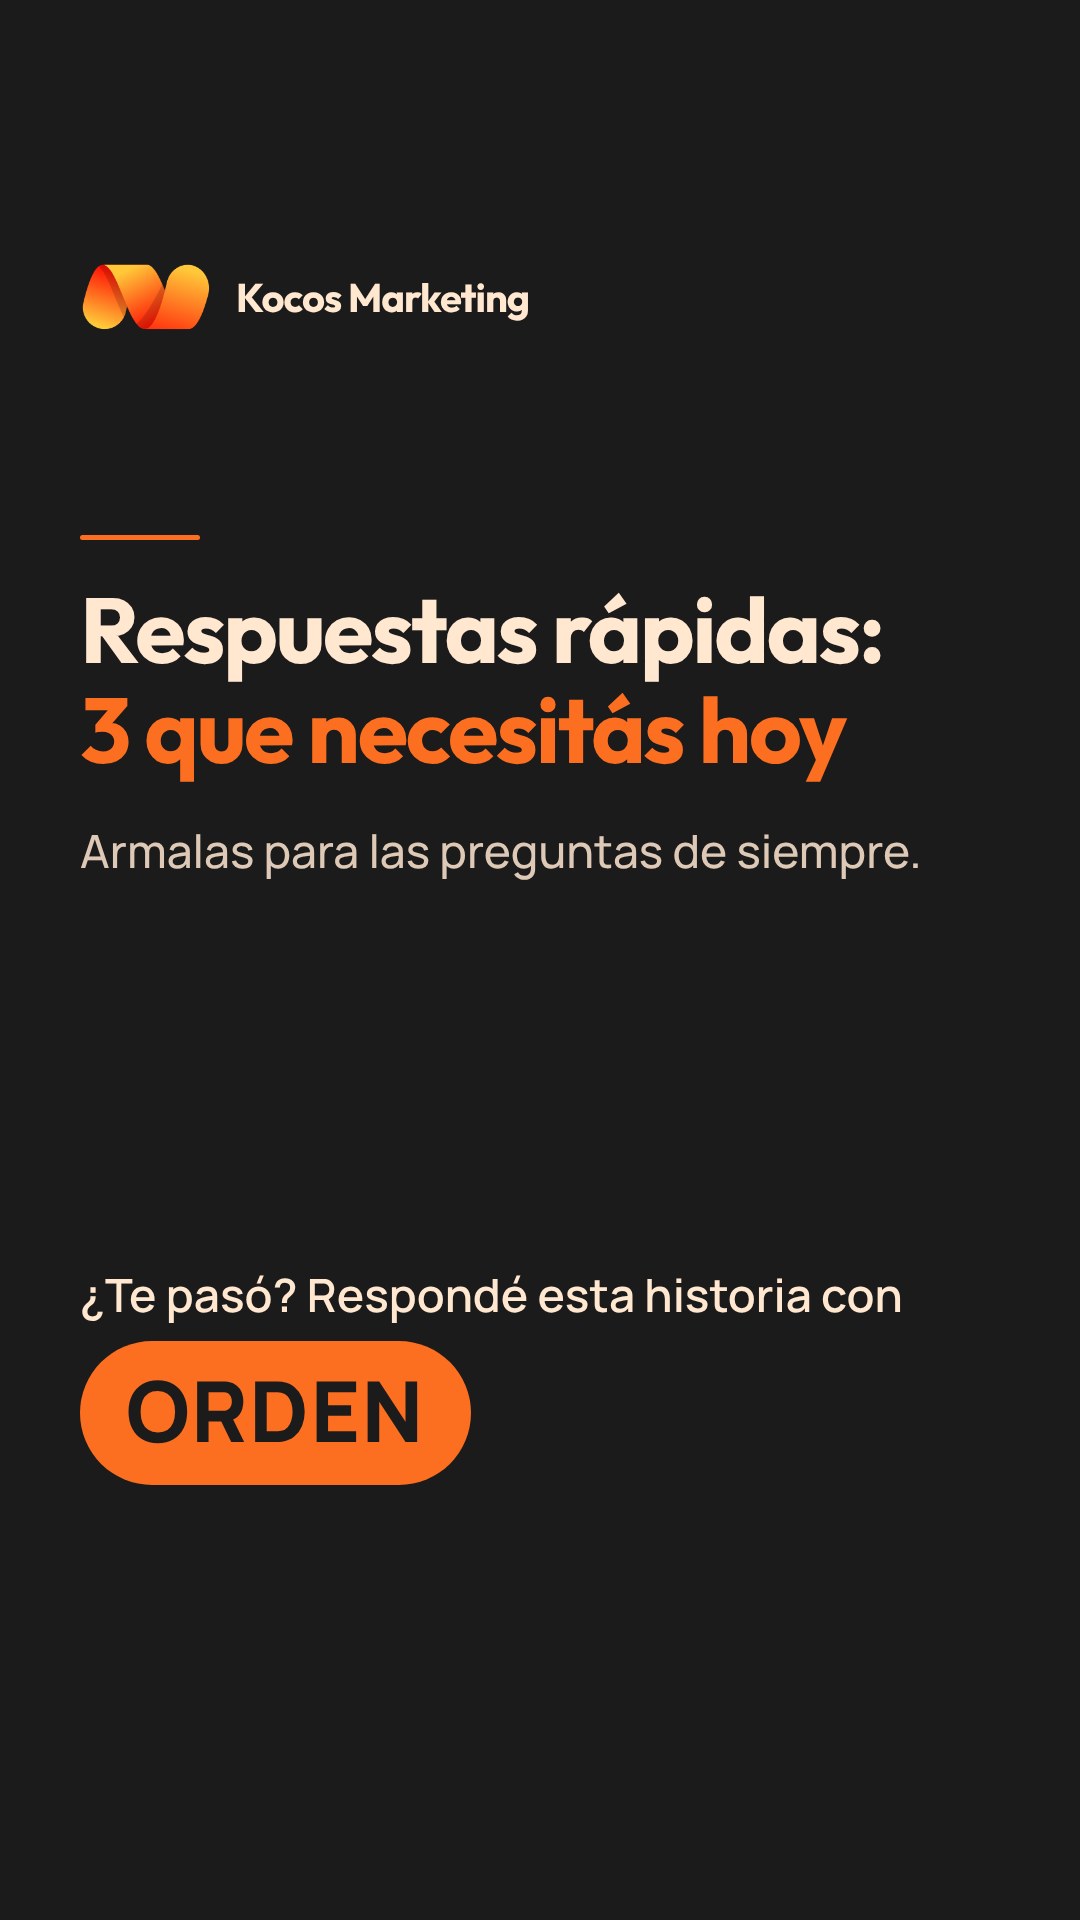 Kocos Marketing
Respuestas rápidas:
3 que necesitás hoy
Armalas para las preguntas de siempre.
¿Te pasó? Respondé esta historia con
ORDEN